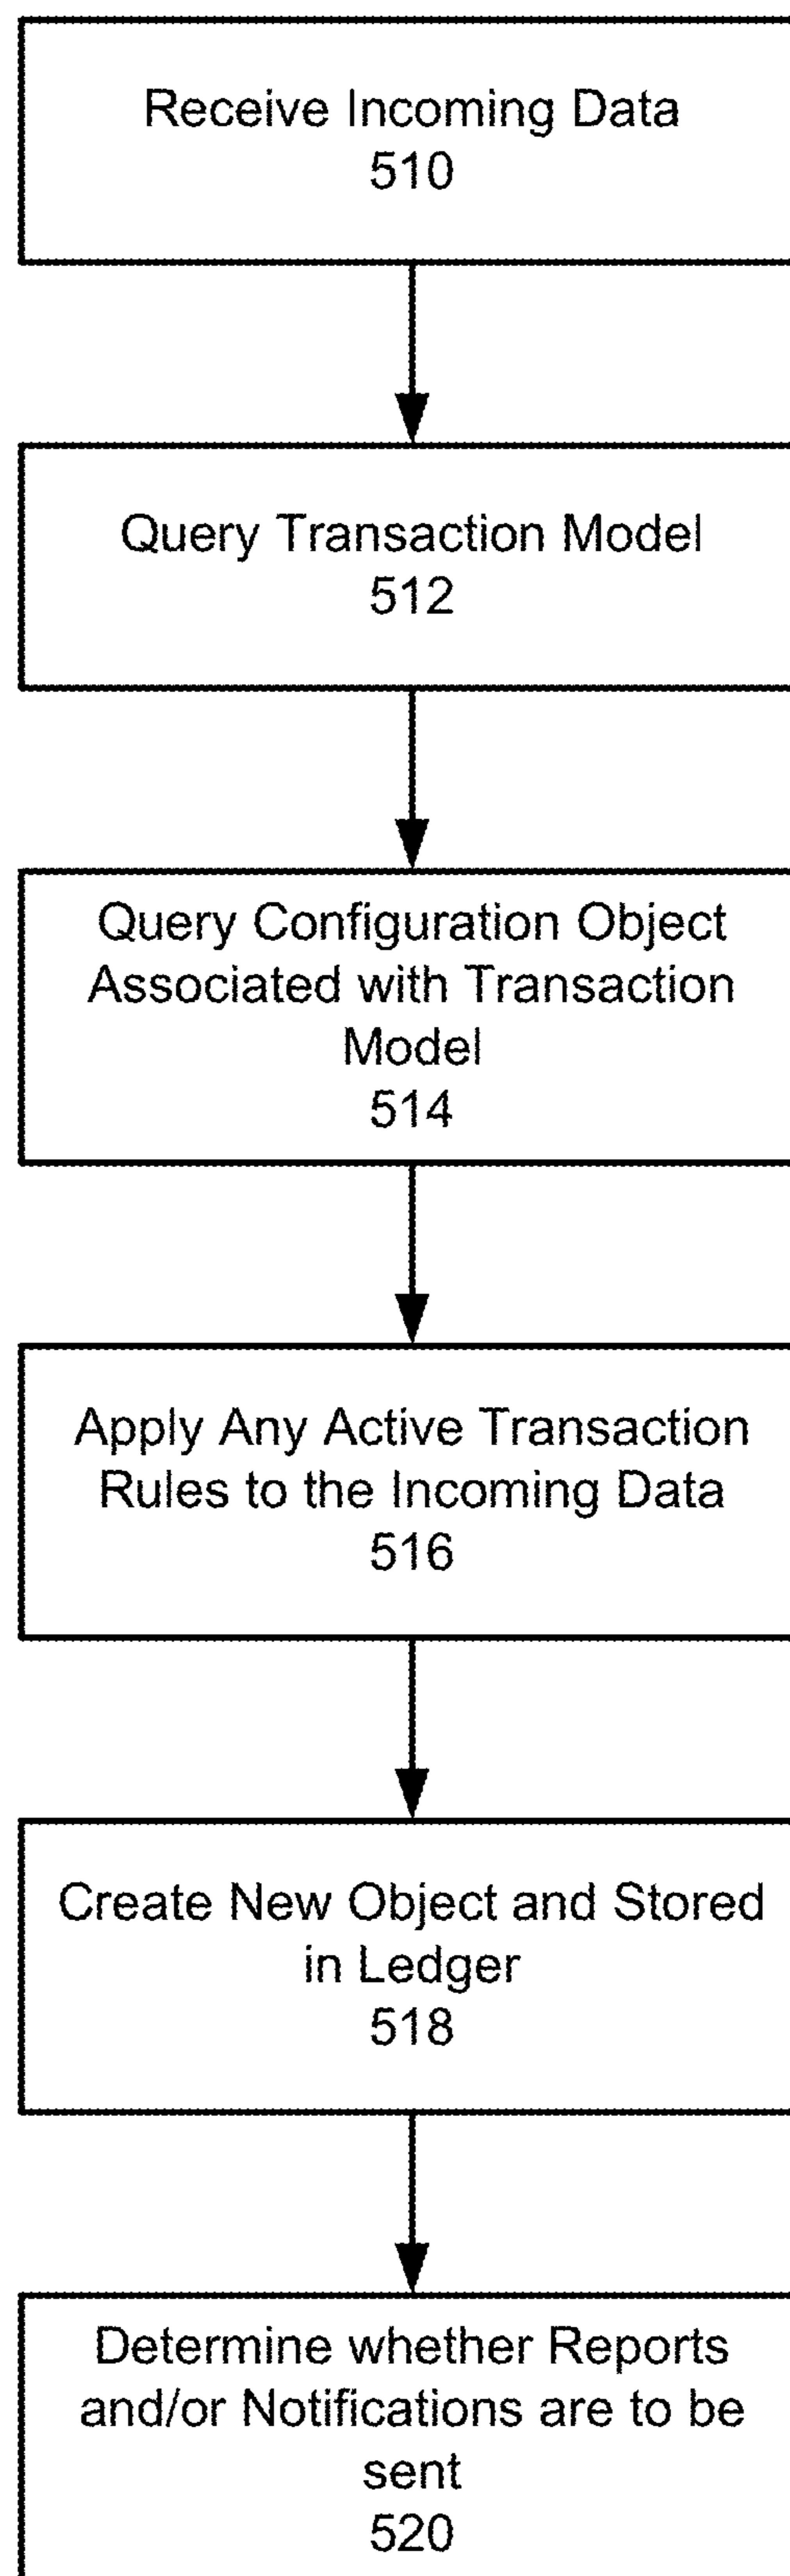 Receive Incoming Data
510
Query Transaction Model
512
Query Configuration Object
Associated with Transaction
Model
514
Apply Any Active Transaction
Rules to the Incoming Data
516
Create New Object and Stored
in Ledger
518
Determine whether Reports
and/or Notifications are to be
sent
520